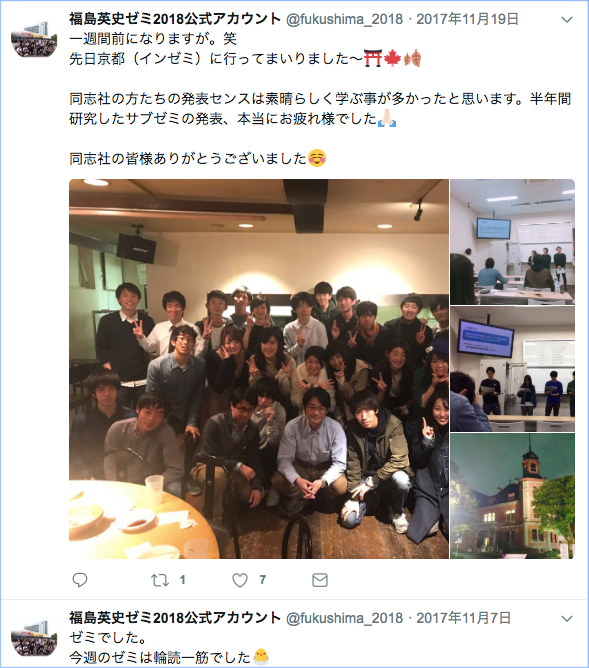 福島英史ゼミ2018公式アカウント @fukushima_2018・2017年11月19日
一週間前になりますが。笑
先日京都（インゼミ）に行ってまいりました〜⛩🍁🍂
同志社の方たちの発表センスは素晴らしく学ぶ事が多かったと思います。半年間
研究したサブゼミの発表、本当にお疲れ様でした🙏🏻
同志社の皆様ありがとうございました☺️
1
7
福島英史ゼミ2018公式アカウント @fukushima_2018・2017年11月7日
ゼミでした。
今週のゼミは輪読一筋でした🐣